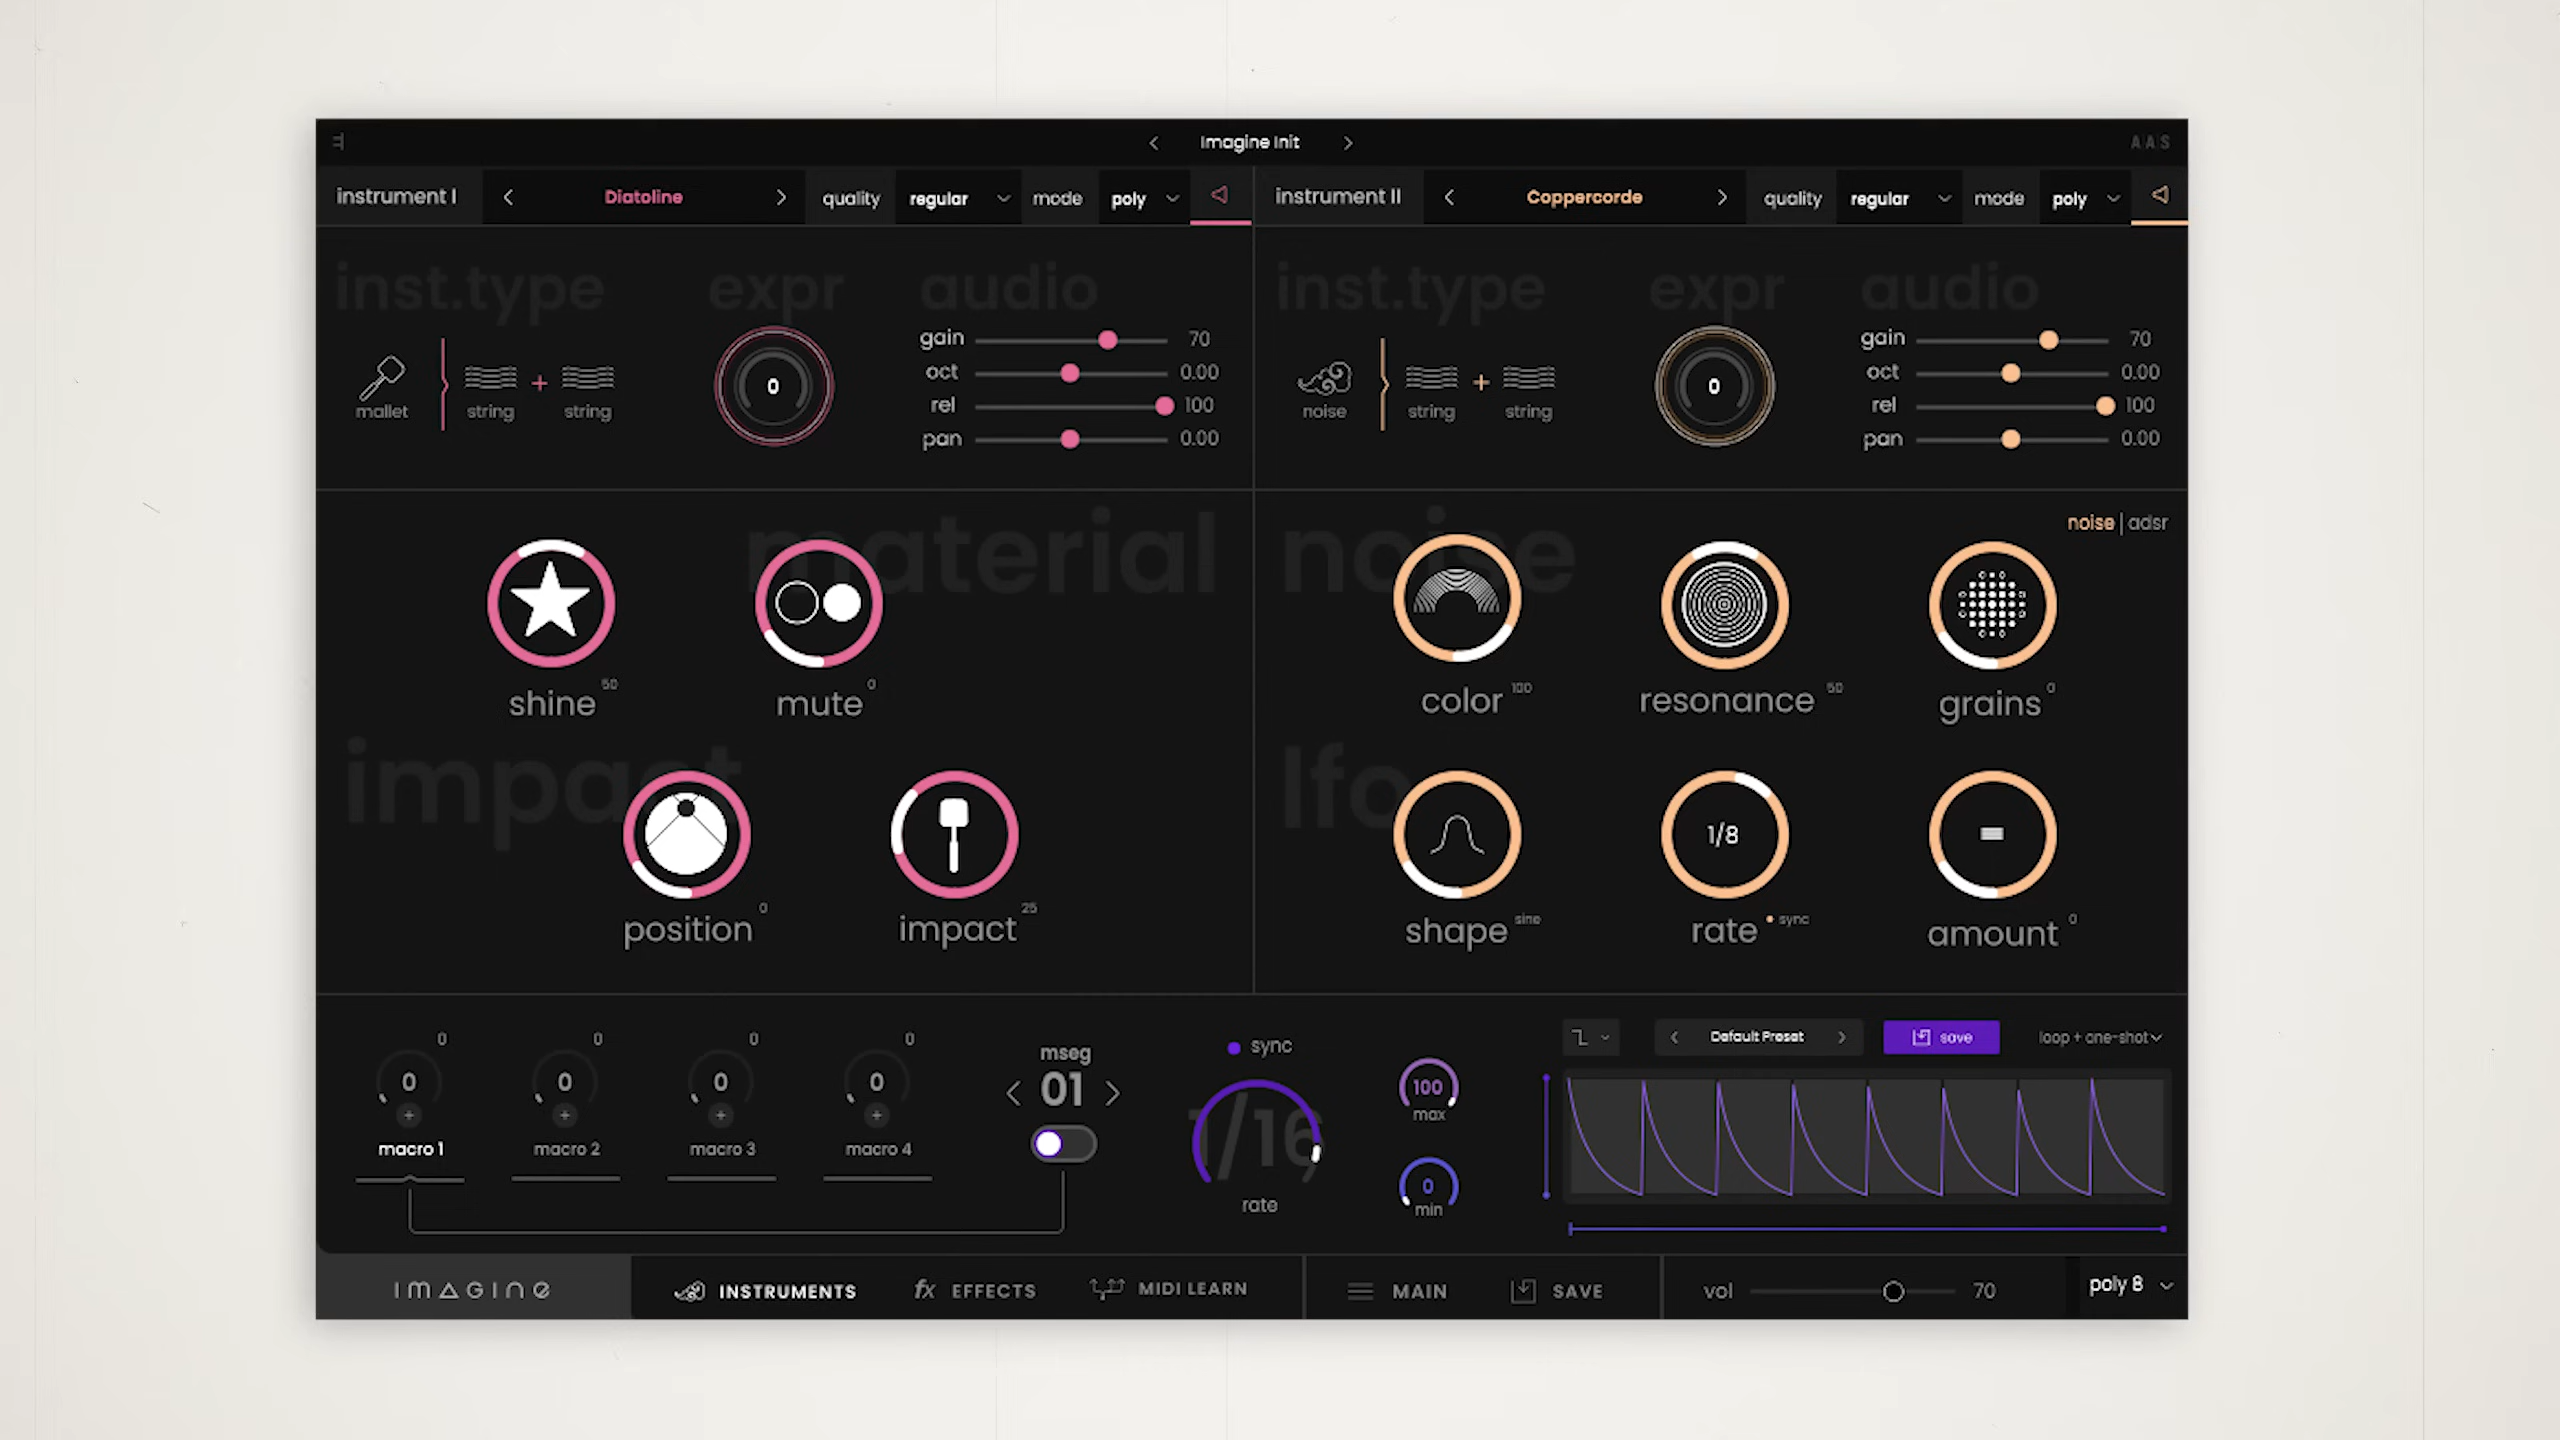 Imagine Init
AAS
instrument I
Diatoline
quality
regular
mode
poly
instrument II
Coppercorde
quality
regular
mode
poly
inst.type
expr
audio
mallet
string
+
string
0
gain 70
oct 0.00
rel 100
pan 0.00
inst.type
expr
audio
noise
string
+
string
0
gain 70
oct 0.00
rel 100
pan 0.00
material
shine 50
mute 0
impact
position 0
impact 25
noise
noise | adsr
color 100
resonance 50
grains 0
lfo
shape sine
1/8
rate sync
amount 0
0
0
+
macro 1
0
0
+
macro 2
0
0
+
macro 3
0
0
+
macro 4
mseg
01
sync
1/16
rate
100
max
0
min
Default Preset
save
loop + one-shot
IMAGINE
INSTRUMENTS
fx EFFECTS
MIDI LEARN
MAIN
SAVE
vol
70
poly 8